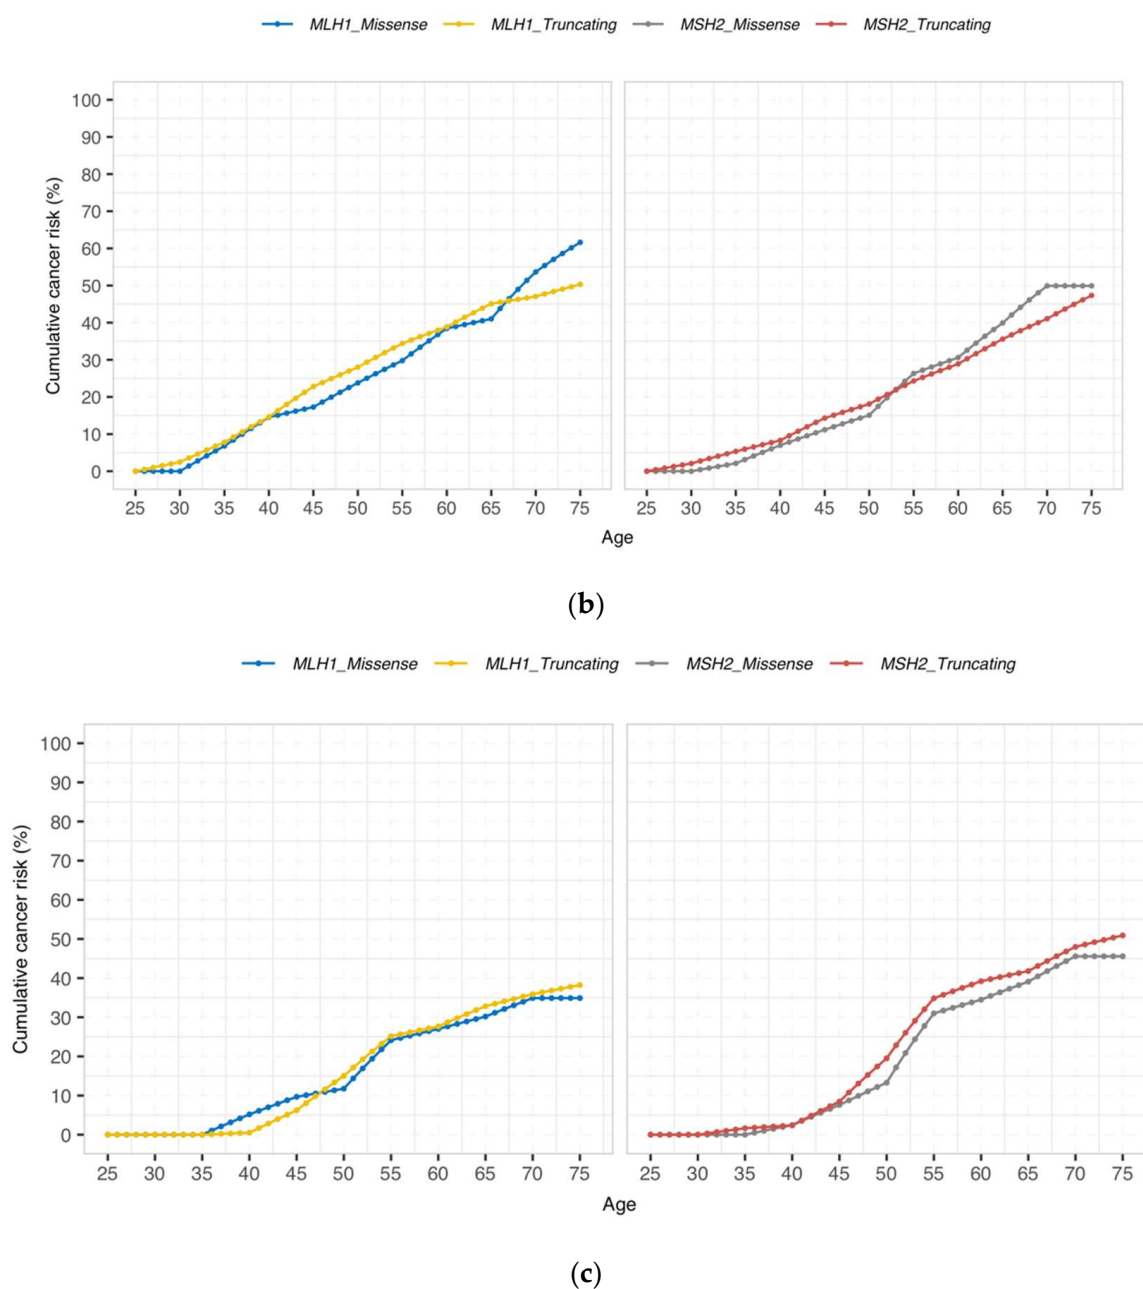 MLH1_Missense MLH1_Truncating MSH2_Missense MSH2_Truncating
100
90
80
70
60
50
40
30
20
10
0
Cumulative cancer risk (%)
25 30 35 40 45 50 55 60 65 70 75 25 30 35 40 45 50 55 60 65 70 75
Age
(b)
MLH1_Missense MLH1_Truncating MSH2_Missense MSH2_Truncating
100
90
80
70
60
50
40
30
20
10
0
Cumulative cancer risk (%)
25 30 35 40 45 50 55 60 65 70 75 25 30 35 40 45 50 55 60 65 70 75
Age
(c)